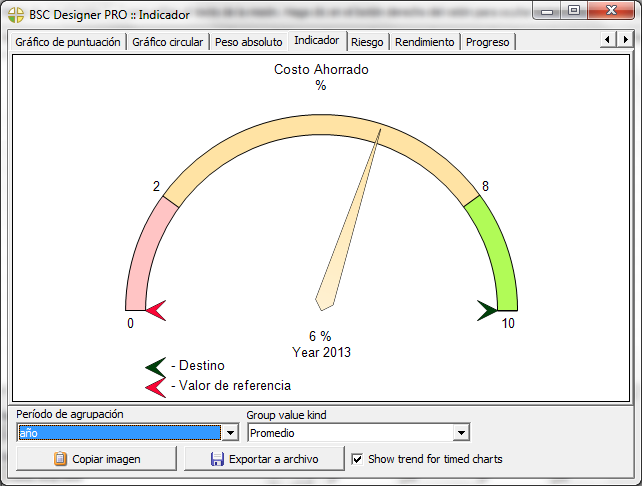 BSC Designer PRO :: Indicador
Gráfico de puntuación
Gráfico circular
Peso absoluto
Indicador
Riesgo
Rendimiento
Progreso
Costo Ahorrado
%
2
8
0
10
6 %
Year 2013
- Destino
- Valor de referencia
Período de agrupación
Group value kind
año
Promedio
Copiar imagen
Exportar a archivo
Show trend for timed charts